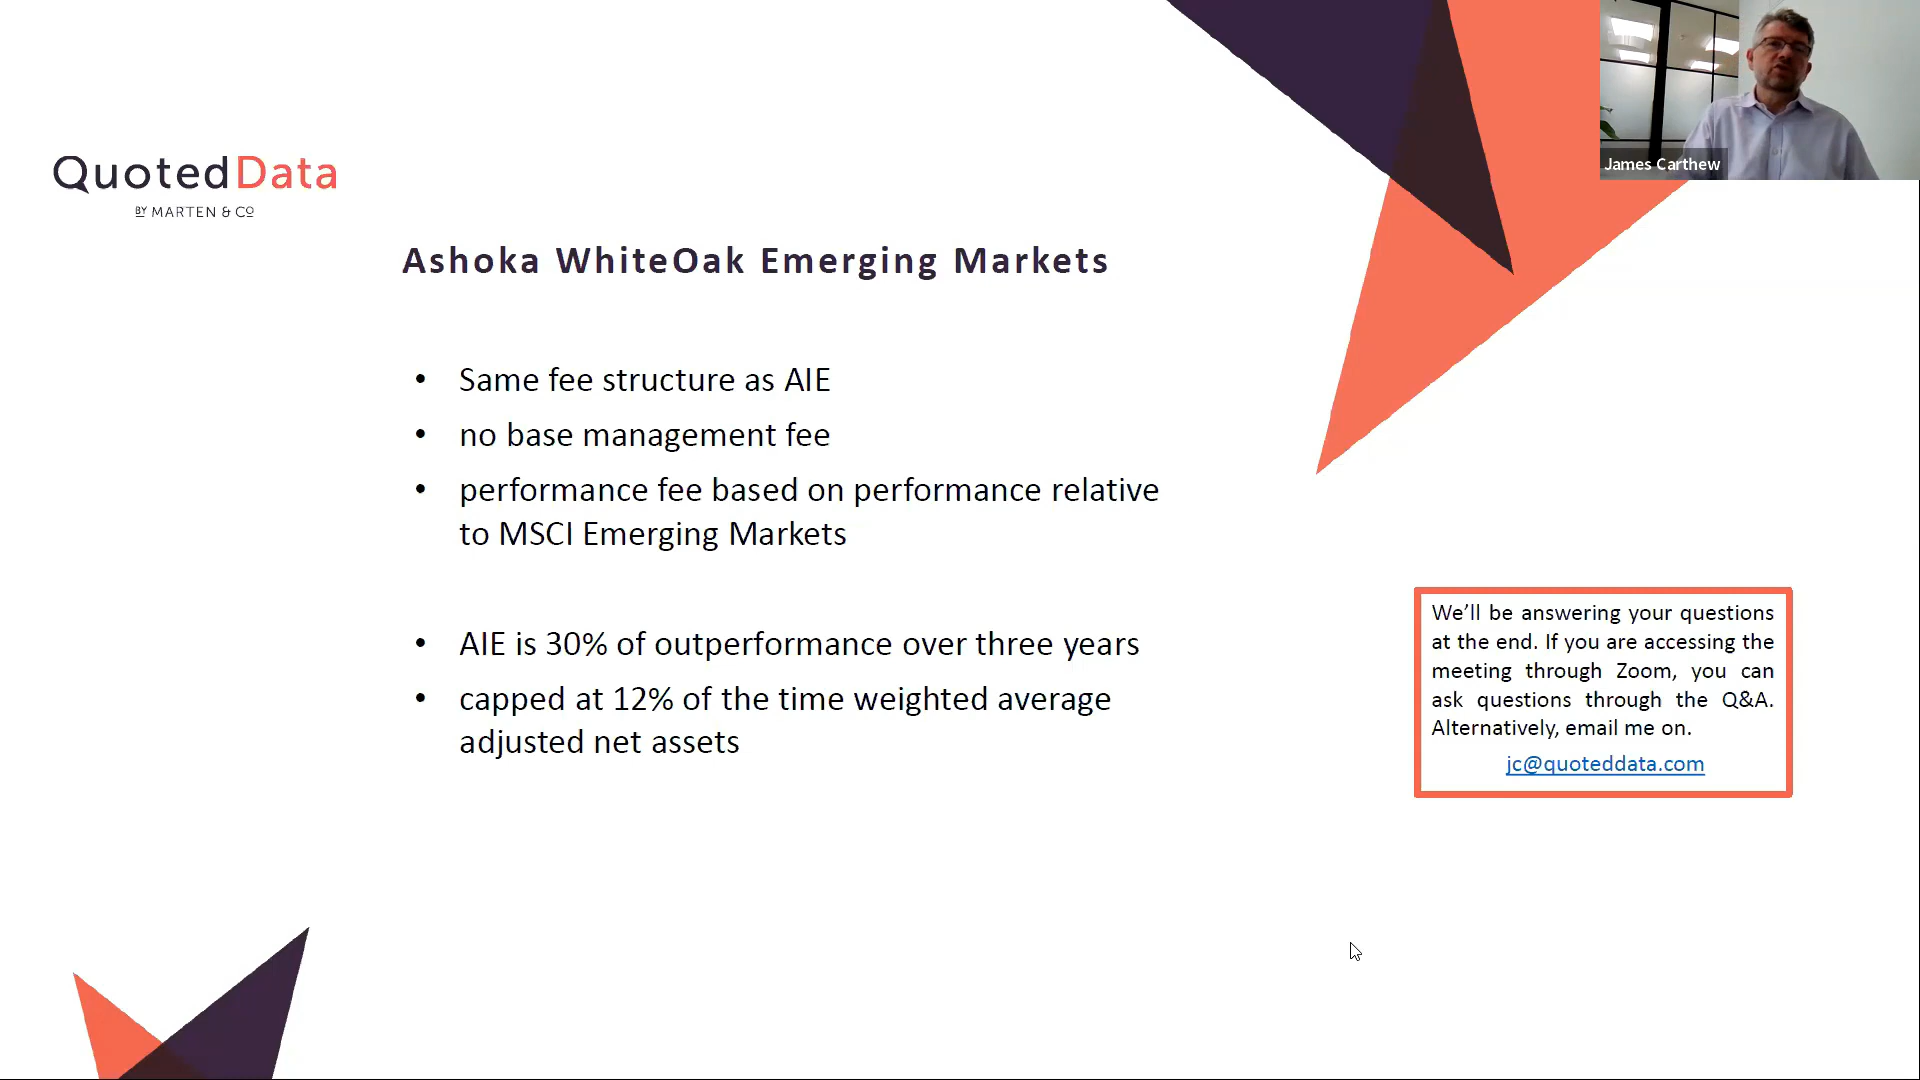 James Carthew
QuotedData
BY MARTEN & CO
Ashoka WhiteOak Emerging Markets
• Same fee structure as AIE
• no base management fee
• performance fee based on performance relative
to MSCI Emerging Markets
• AIE is 30% of outperformance over three years
• capped at 12% of the time weighted average
adjusted net assets
We’ll be answering your questions
at the end. If you are accessing the
meeting through Zoom, you can
ask questions through the Q&A.
Alternatively, email me on.
jc@quoteddata.com